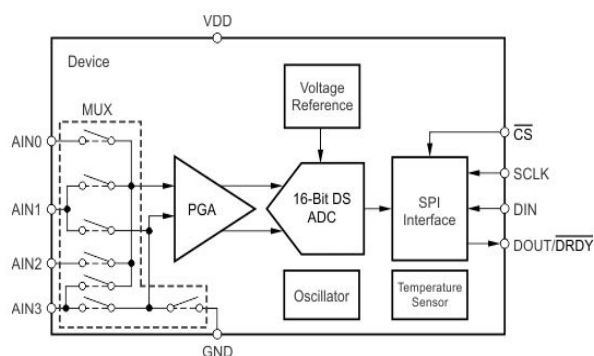 VDD
Device
MUX
Voltage
Reference
AIN0
CS
SCLK
AIN1
PGA
16-Bit DS
ADC
SPI
Interface
DIN
DOUT/DRDY
AIN2
AIN3
Oscillator
Temperature
Sensor
GND